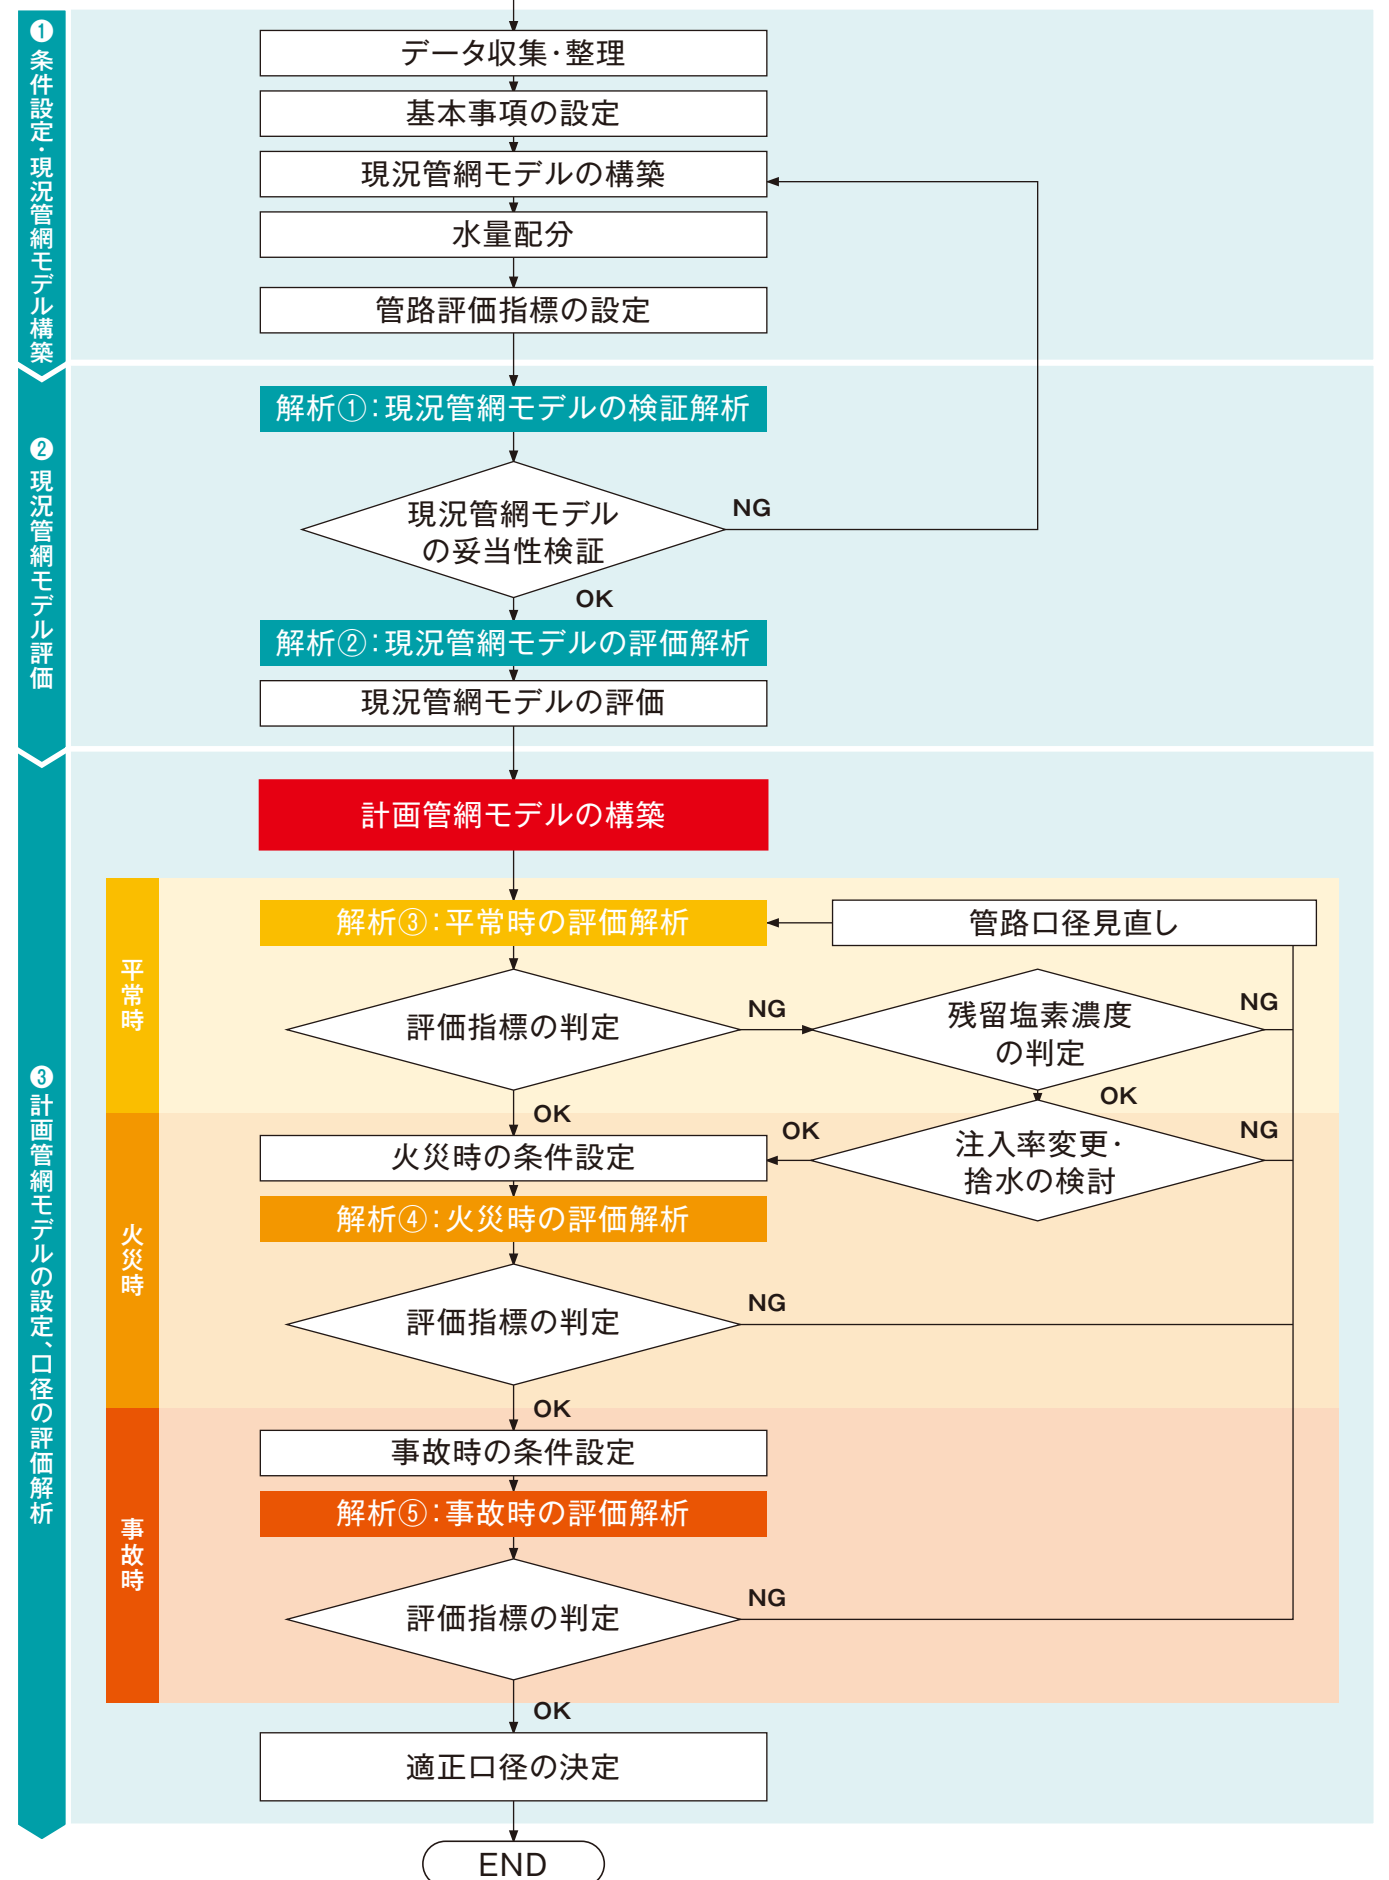 ❶条件設定・現況管網モデル構築
データ収集・整理
基本事項の設定
現況管網モデルの構築
水量配分
管路評価指標の設定
❷現況管網モデル評価
解析①：現況管網モデルの検証解析
現況管網モデル
の妥当性検証
NG
OK
解析②：現況管網モデルの評価解析
現況管網モデルの評価
❸計画管網モデルの設定、口径の評価解析
計画管網モデルの構築
平常時
解析③：平常時の評価解析
管路口径見直し
評価指標の判定
NG
残留塩素濃度
の判定
NG
OK
OK
火災時
火災時の条件設定
OK
注入率変更・
捨水の検討
NG
解析④：火災時の評価解析
評価指標の判定
NG
OK
事故時
事故時の条件設定
解析⑤：事故時の評価解析
評価指標の判定
NG
OK
適正口径の決定
END